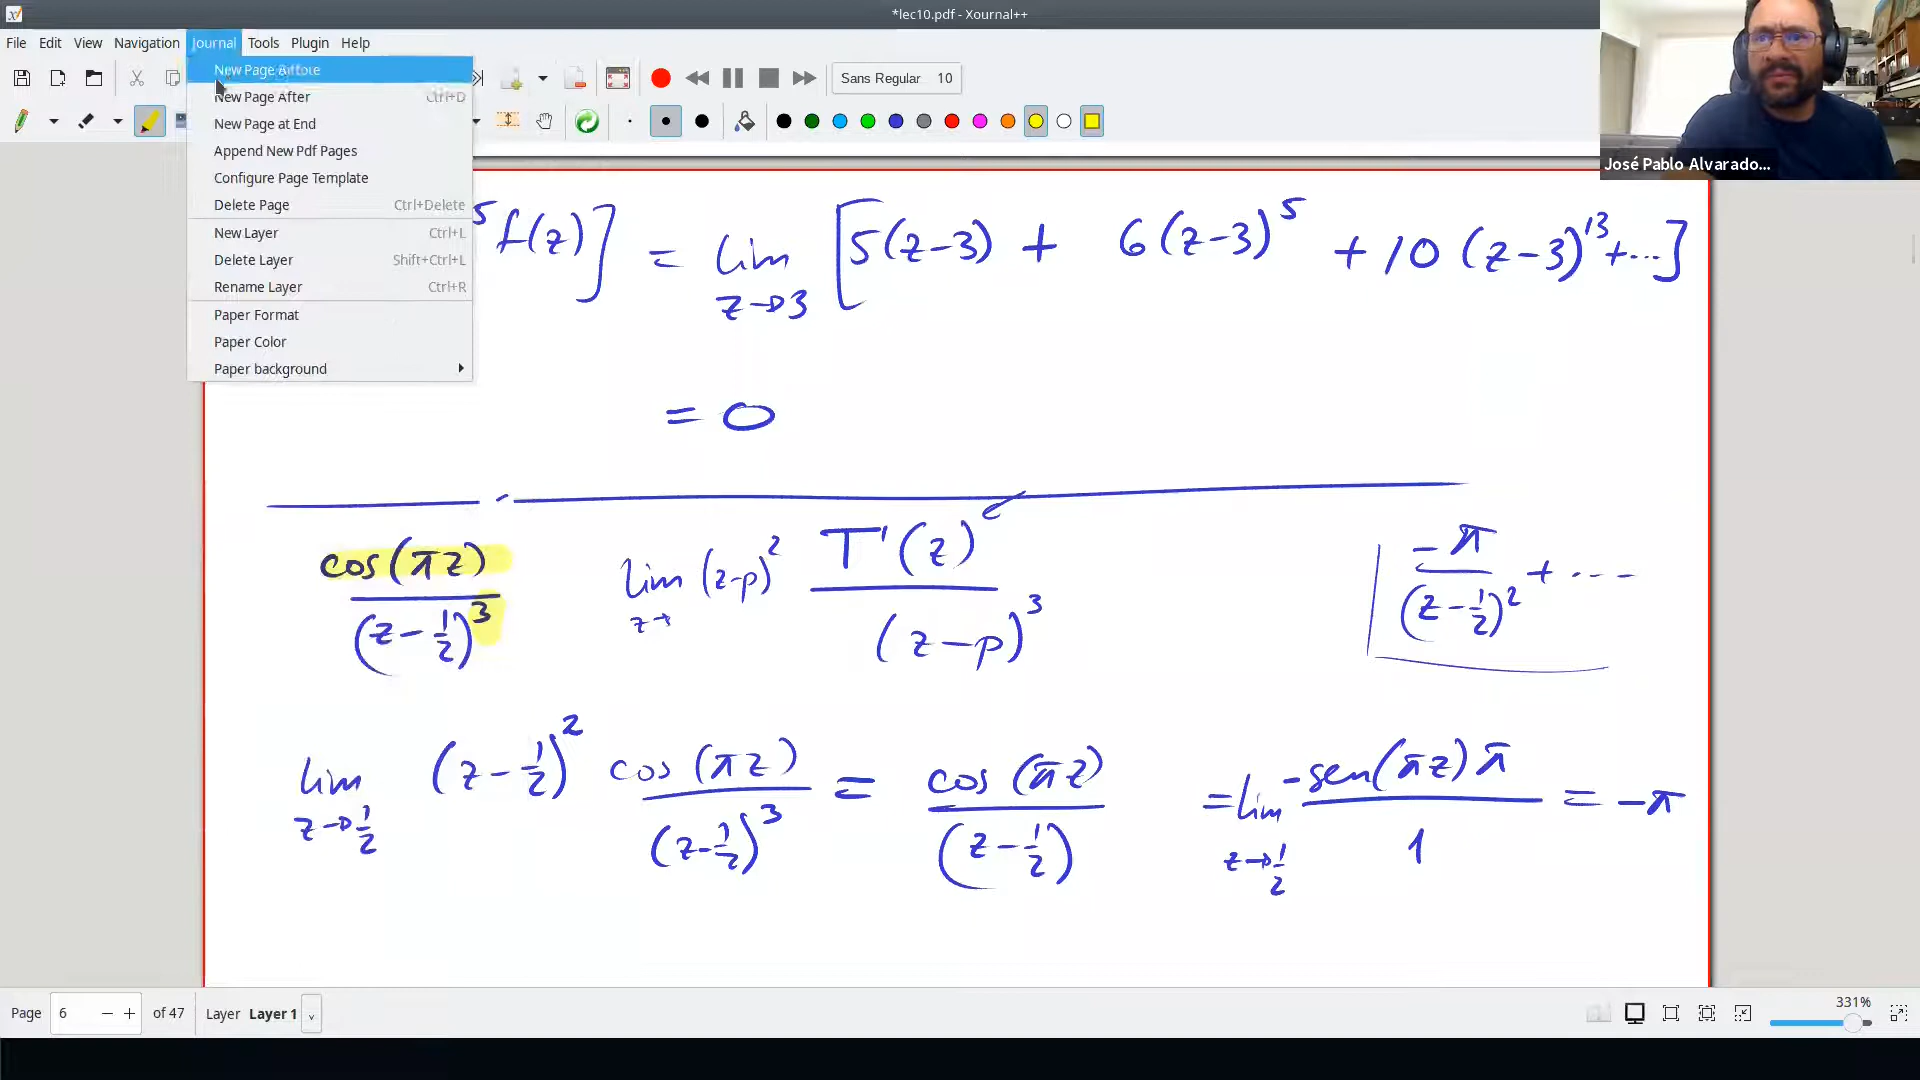 *lec10.pdf - Xournal++
File Edit View Navigation Journal Tools Plugin Help
New Page Before
New Page After Ctrl+D
New Page at End
Append New Pdf Pages
Configure Page Template
Delete Page Ctrl+Delete
New Layer Ctrl+L
Delete Layer Shift+Ctrl+L
Rename Layer Ctrl+R
Paper Format
Paper Color
Paper background
Sans Regular 10
José Pablo Alvarado...
5 f(z)] = lim z→3 [5(z-3) + 6(z-3)^5 + 10(z-3)^13 + ...]
= 0
cos(πz) / (z - 1/2)^3 lim z→ (z-p)^2 T'(z) / (z-p)^3 -π / (z - 1/2)^2 + ----
lim z→1/2 (z - 1/2)^2 cos(πz) / (z - 1/2)^3 = cos(πz) / (z - 1/2) = lim z→1/2 -sen(πz)π / 1 = -π
Page 6 of 47 Layer Layer 1 331%